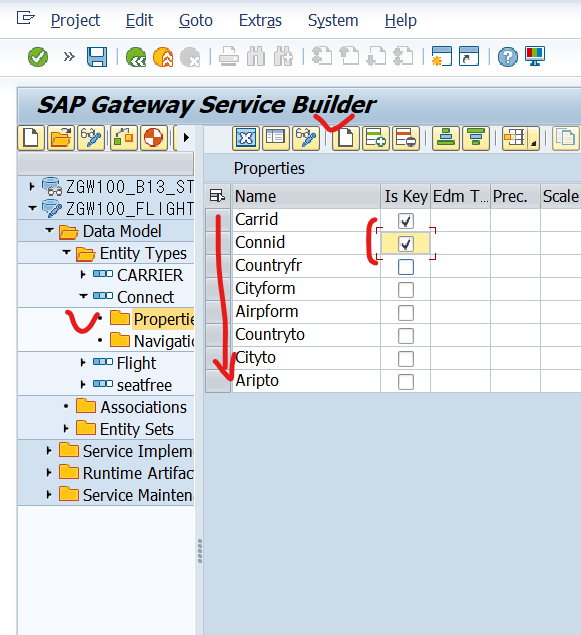 Project Edit Goto Extras System Help
SAP Gateway Service Builder
ZGW100_B13_ST
ZGW100_FLIGHT
Data Model
Entity Types
CARRIER
Connect
Propertie
Navigatio
Flight
seatfree
Associations
Entity Sets
Service Implem
Runtime Artifac
Service Mainten
Properties
Name Is Key Edm T... Prec. Scale
Carrid
Connid
Countryfr
Cityform
Airpform
Countryto
Cityto
Aripto